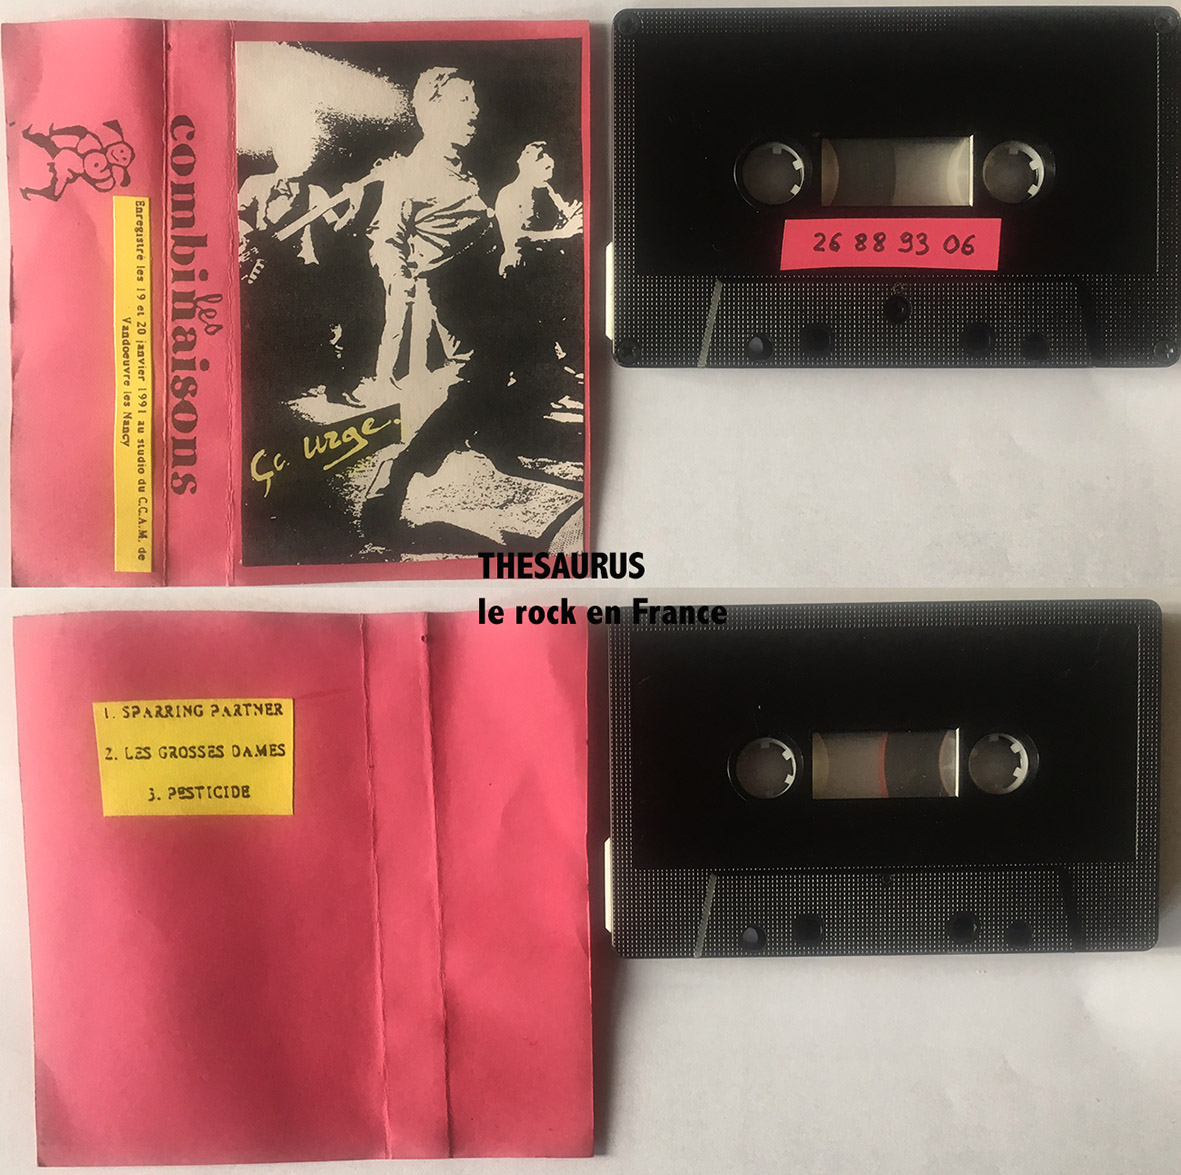 les
combinaisons
Enregistré les 19 et 20 janvier 1991 au studio du C.C.A.M. de
Vandoeuvre les Nancy
Ça urge.
26 88 93 06
THESAURUS
le rock en France
1. SPARRING PARTNER
2. LES GROSSES DAMES
3. PESTICIDE